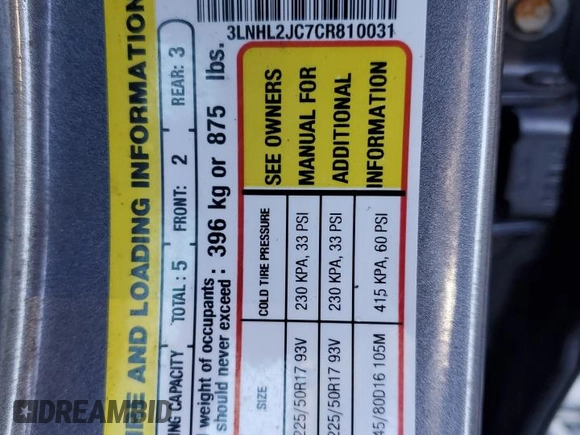 3LNHL2JC7CR810031
TIRE AND LOADING INFORMATION
SEATING CAPACITY TOTAL: 5 FRONT: 2 REAR: 3
weight of occupants
should never exceed: 396 kg or 875 lbs.
SIZE COLD TIRE PRESSURE
225/50R17 93V 230 KPA, 33 PSI
225/50R17 93V 230 KPA, 33 PSI
45/80D16 105M 415 KPA, 60 PSI
SEE OWNERS
MANUAL FOR
ADDITIONAL
INFORMATION
DREAMBID